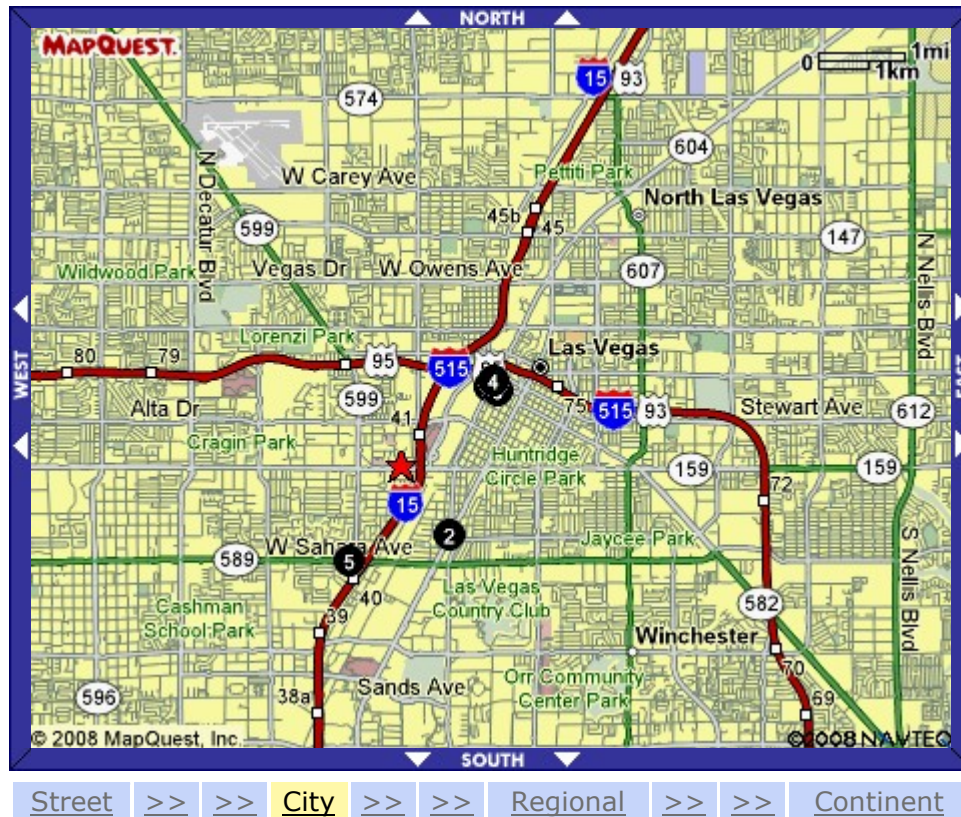 NORTH
MAPQUEST.
0 1mi
1km
15 93
574
604
W Carey Ave
Pettiti Park
N Decatur Blvd
North Las Vegas
45b 45
599
147
Wildwood Park
Vegas Dr W Owens Ave
607
N Nellis Blvd
Lorenzi Park
WEST
80 79
95 515
Las Vegas
EAST
4
599
Alta Dr
75 515 93
Stewart Ave
612
41
Cragin Park
Huntridge
Circle Park
159 159
72
15
2
W Sahara Ave
Jaycee Park
589
5
40
Las Vegas
Country Club
S Nellis Blvd
Cashman
School Park
39
582
Winchester
70
Orr Community
Center Park
Sands Ave
596
38a
69
© 2008 MapQuest, Inc.
©2008 NAVTEQ
SOUTH
Street >> >> City >> >> Regional >> >> Continent